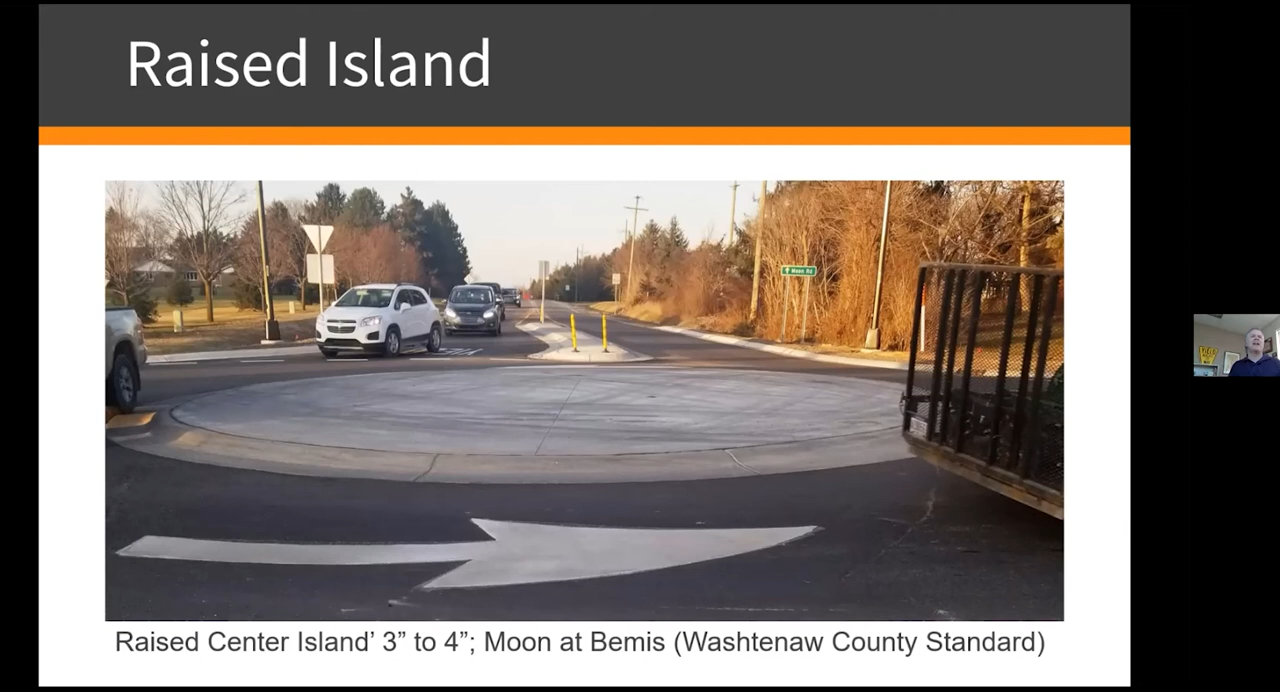 Raised Island
Moon Rd
Raised Center Island’ 3” to 4”; Moon at Bemis (Washtenaw County Standard)